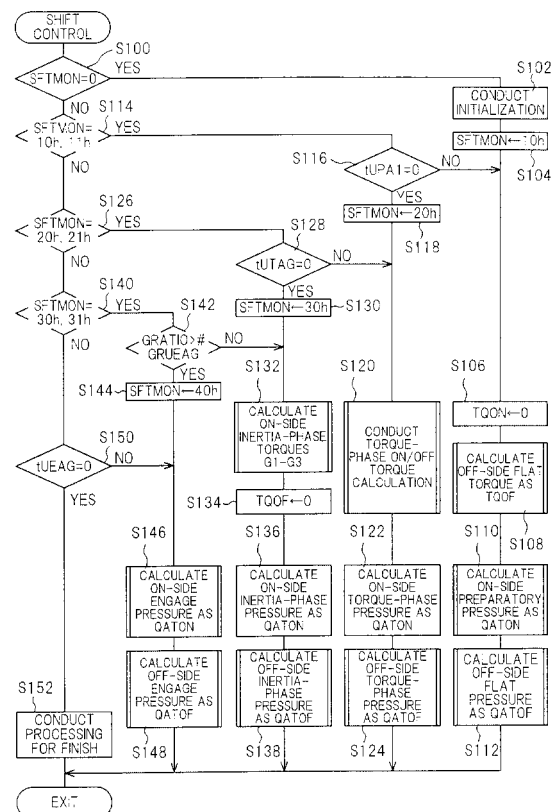 SHIFT
CONTROL
S100
SFTMON=0
YES
NO
S102
CONDUCT
INITIALIZATION
SFTMON←10h
S104
S114
SFTMON=
10h, 11h
YES
NO
S116
tUPA1=0
NO
YES
SFTMON←20h
S118
S126
SFTMON=
20h, 21h
YES
NO
S128
tUTAG=0
NO
YES
SFTMON←30h
S130
S140
SFTMON=
30h, 31h
YES
NO
S142
GRATIO>#
GRUEAG
NO
YES
S144
SFTMON←40h
S132
CALCULATE
ON-SIDE
INERTIA-PHASE
TORQUES
G1-G3
S134
TQOF←0
S120
CONDUCT
TORQUE-
PHASE ON/OFF
TORQUE
CALCULATION
S106
TQON←0
CALCULATE
OFF-SIDE FLAT
TORQUE AS
TQOF
S108
S150
tUEAG=0
NO
YES
S146
CALCULATE
ON-SIDE
ENGAGE
PRESSURE AS
QATON
S136
CALCULATE
ON-SIDE
INERTIA-PHASE
PRESSURE AS
QATON
S122
CALCULATE
ON-SIDE
TORQUE-PHASE
PRESSURE AS
QATON
S110
CALCULATE
ON-SIDE
PREPARATORY
PRESSURE AS
QATON
CALCULATE
OFF-SIDE
ENGAGE
PRESSURE AS
QATOF
S148
CALCULATE
OFF-SIDE
INERTIA-
PHASE
PRESSURE
AS QATOF
S138
CALCULATE
OFF-SIDE
TORQUE-
PHASE
PRESSURE
AS QATOF
S124
CALCULATE
OFF-SIDE
FLAT
PRESSURE
AS QATOF
S112
S152
CONDUCT
PROCESSING
FOR FINISH
EXIT